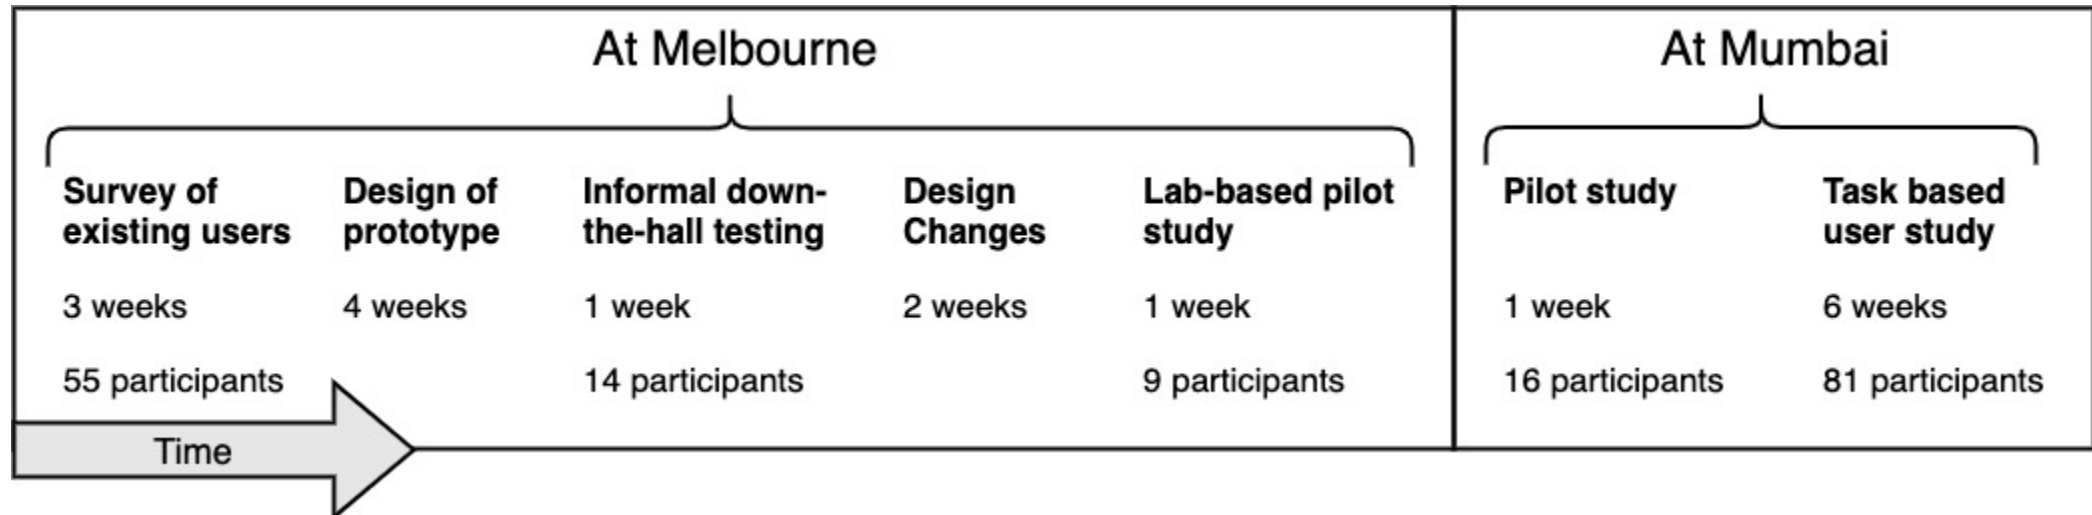 At Melbourne
At Mumbai
Survey of
existing users
3 weeks
55 participants
Design of
prototype
4 weeks
Informal down-
the-hall testing
1 week
14 participants
Design
Changes
2 weeks
Lab-based pilot
study
1 week
9 participants
Pilot study
1 week
16 participants
Task based
user study
6 weeks
81 participants
Time